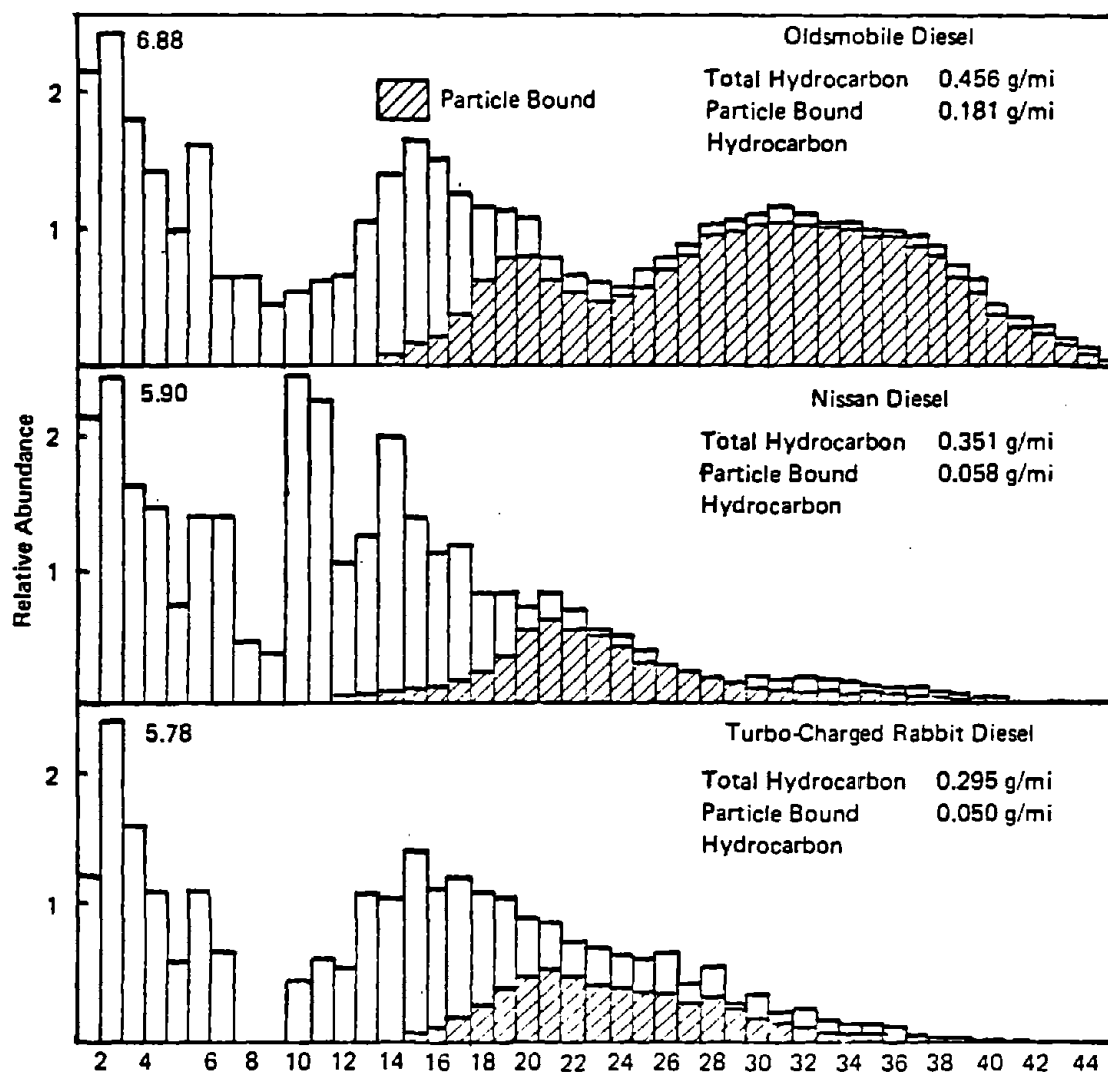 6.88
Oldsmobile Diesel
2
Particle Bound
Total Hydrocarbon 0.456 g/mi
Particle Bound 0.181 g/mi
Hydrocarbon
1
5.90
Nissan Diesel
2
Total Hydrocarbon 0.351 g/mi
Particle Bound 0.058 g/mi
Hydrocarbon
1
Relative Abundance
5.78
Turbo-Charged Rabbit Diesel
2
Total Hydrocarbon 0.295 g/mi
Particle Bound 0.050 g/mi
Hydrocarbon
1
2 4 6 8 10 12 14 16 18 20 22 24 26 28 30 32 34 36 38 40 42 44